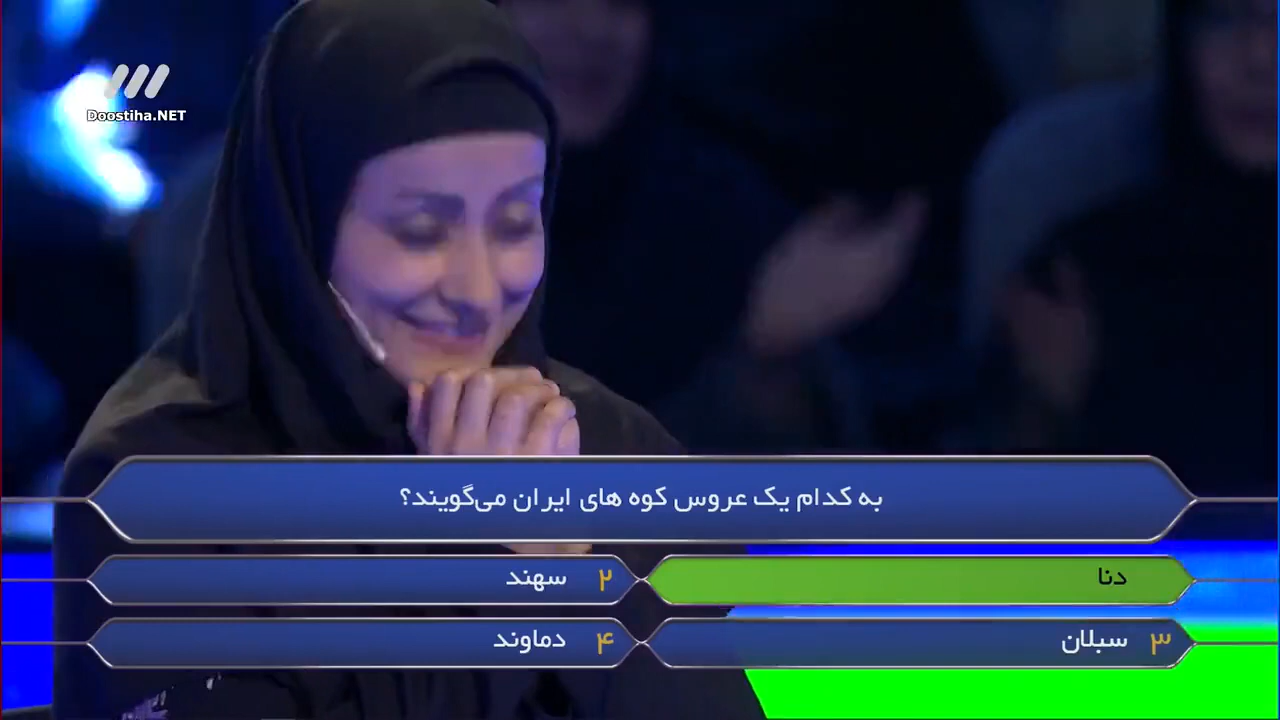 Doostiha.NET
به کدام یک عروس کوه های ایران می‌گویند؟
دنا
۲ سهند
۳ سبلان
۴ دماوند